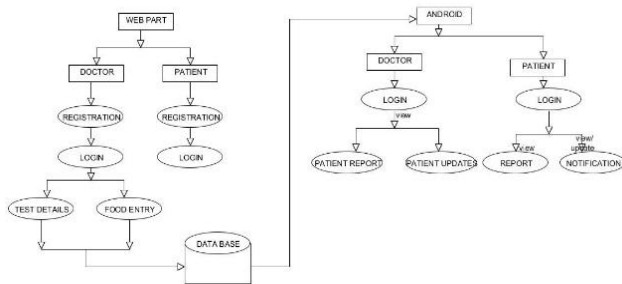 WEB PART
DOCTOR
PATIENT
REGISTRATION
REGISTRATION
LOGIN
LOGIN
TEST DETAILS
FOOD ENTRY
DATA BASE
ANDROID
DOCTOR
PATIENT
LOGIN
LOGIN
view
PATIENT REPORT
PATIENT UPDATES
view
view/
update
REPORT
NOTIFICATION